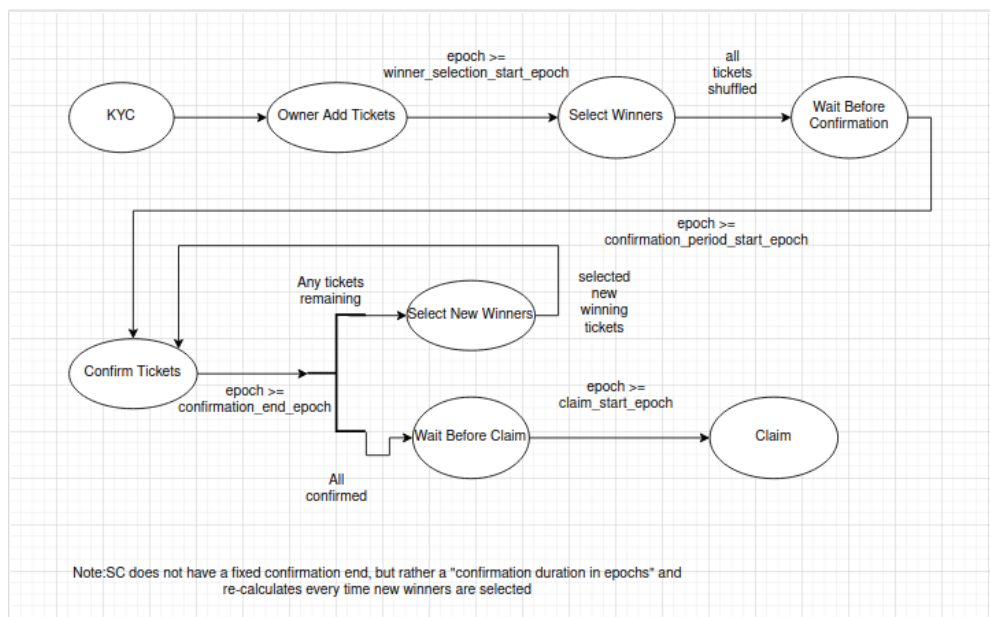 epoch >=
winner_selection_start_epoch
all
tickets
shuffled
KYC
Owner Add Tickets
Select Winners
Wait Before
Confirmation
epoch >=
confirmation_period_start_epoch
Any tickets
remaining
Select New Winners
selected
new
winning
tickets
Confirm Tickets
epoch >=
confirmation_end_epoch
epoch >=
claim_start_epoch
Wait Before Claim
Claim
All
confirmed
Note:SC does not have a fixed confirmation end, but rather a "confirmation duration in epochs" and
re-calculates every time new winners are selected